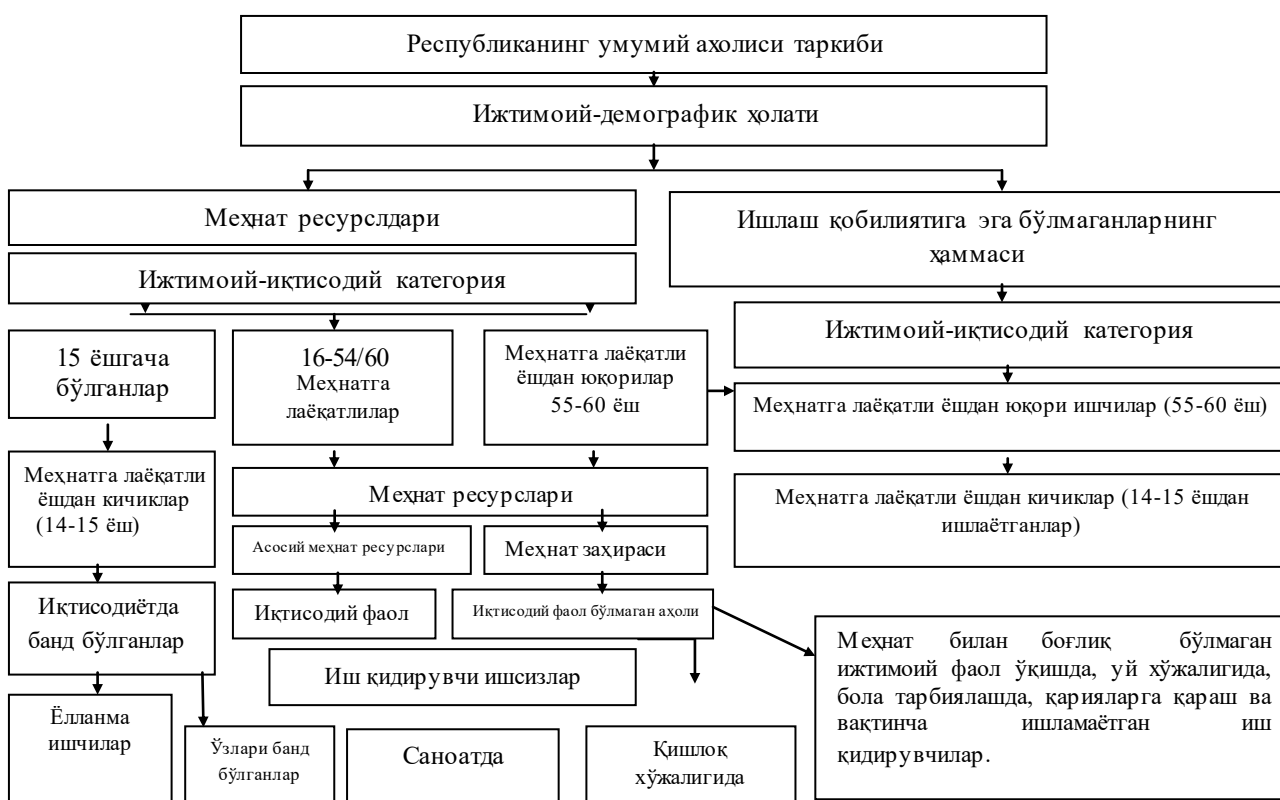 Республиканинг умумий ахолиси таркиби
Ижтимоий-демографик ҳолати
Меҳнат ресурслдари
Ишлаш қобилиятига эга бўлмаганларнинг
ҳаммаси
Ижтимоий-иқтисодий категория
Ижтимоий-иқтисодий категория
15 ёшгача
бўлганлар
16-54/60
Меҳнатга
лаёқатлилар
Меҳнатга лаёқатли
ёшдан юқорилар
55-60 ёш
Меҳнатга лаёқатли ёшдан юқори ишчилар (55-60 ёш)
Меҳнатга лаёқатли
ёшдан кичиклар
(14-15 ёш)
Меҳнат ресурслари
Меҳнатга лаёқатли ёшдан кичиклар (14-15 ёшдан
ишлаётганлар)
Асосий меҳнат ресурслари
Меҳнат заҳираси
Иқтисодиётда
банд бўлганлар
Иқтисодий фаол
Иқтисодий фаол бўлмаган аҳоли
Иш қидирувчи ишсизлар
Меҳнат билан боғлиқ бўлмаган
ижтимоий фаол ўқишда, уй хўжалигида,
бола тарбиялашда, қарияларга қараш ва
вақтинча ишламаётган иш
қидирувчилар.
Ёлланма
ишчилар
Ўзлари банд
бўлганлар
Саноатда
Қишлоқ
хўжалигида